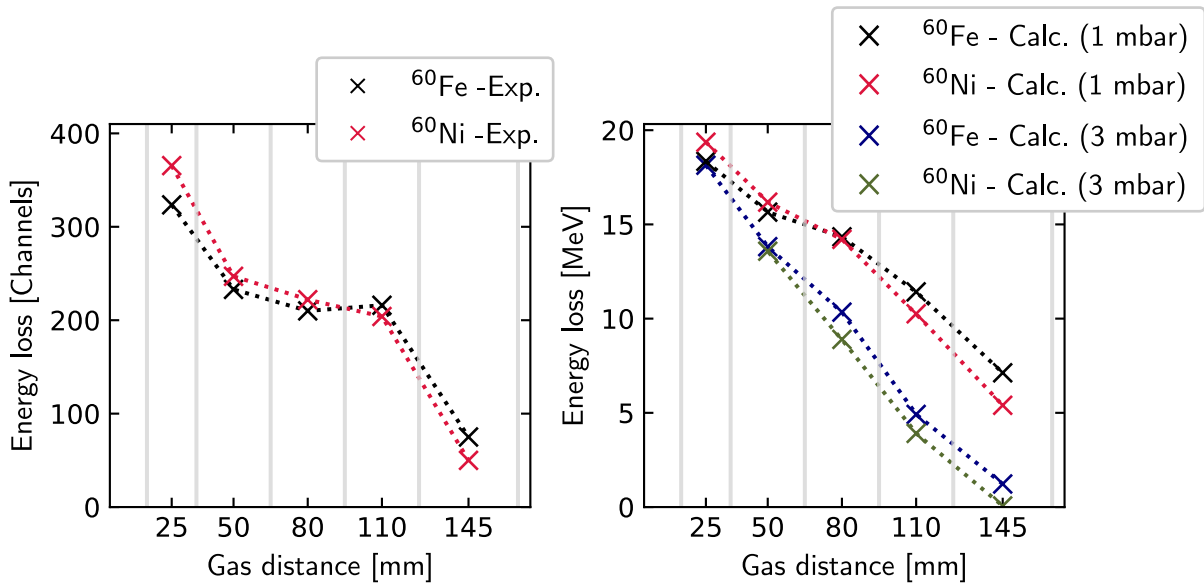 ⁶⁰Fe -Exp.
⁶⁰Ni -Exp.
400
300
200
100
0
Energy loss [Channels]
25 50 80 110 145
Gas distance [mm]
⁶⁰Fe - Calc. (1 mbar)
⁶⁰Ni - Calc. (1 mbar)
⁶⁰Fe - Calc. (3 mbar)
⁶⁰Ni - Calc. (3 mbar)
20
15
10
5
0
Energy loss [MeV]
25 50 80 110 145
Gas distance [mm]